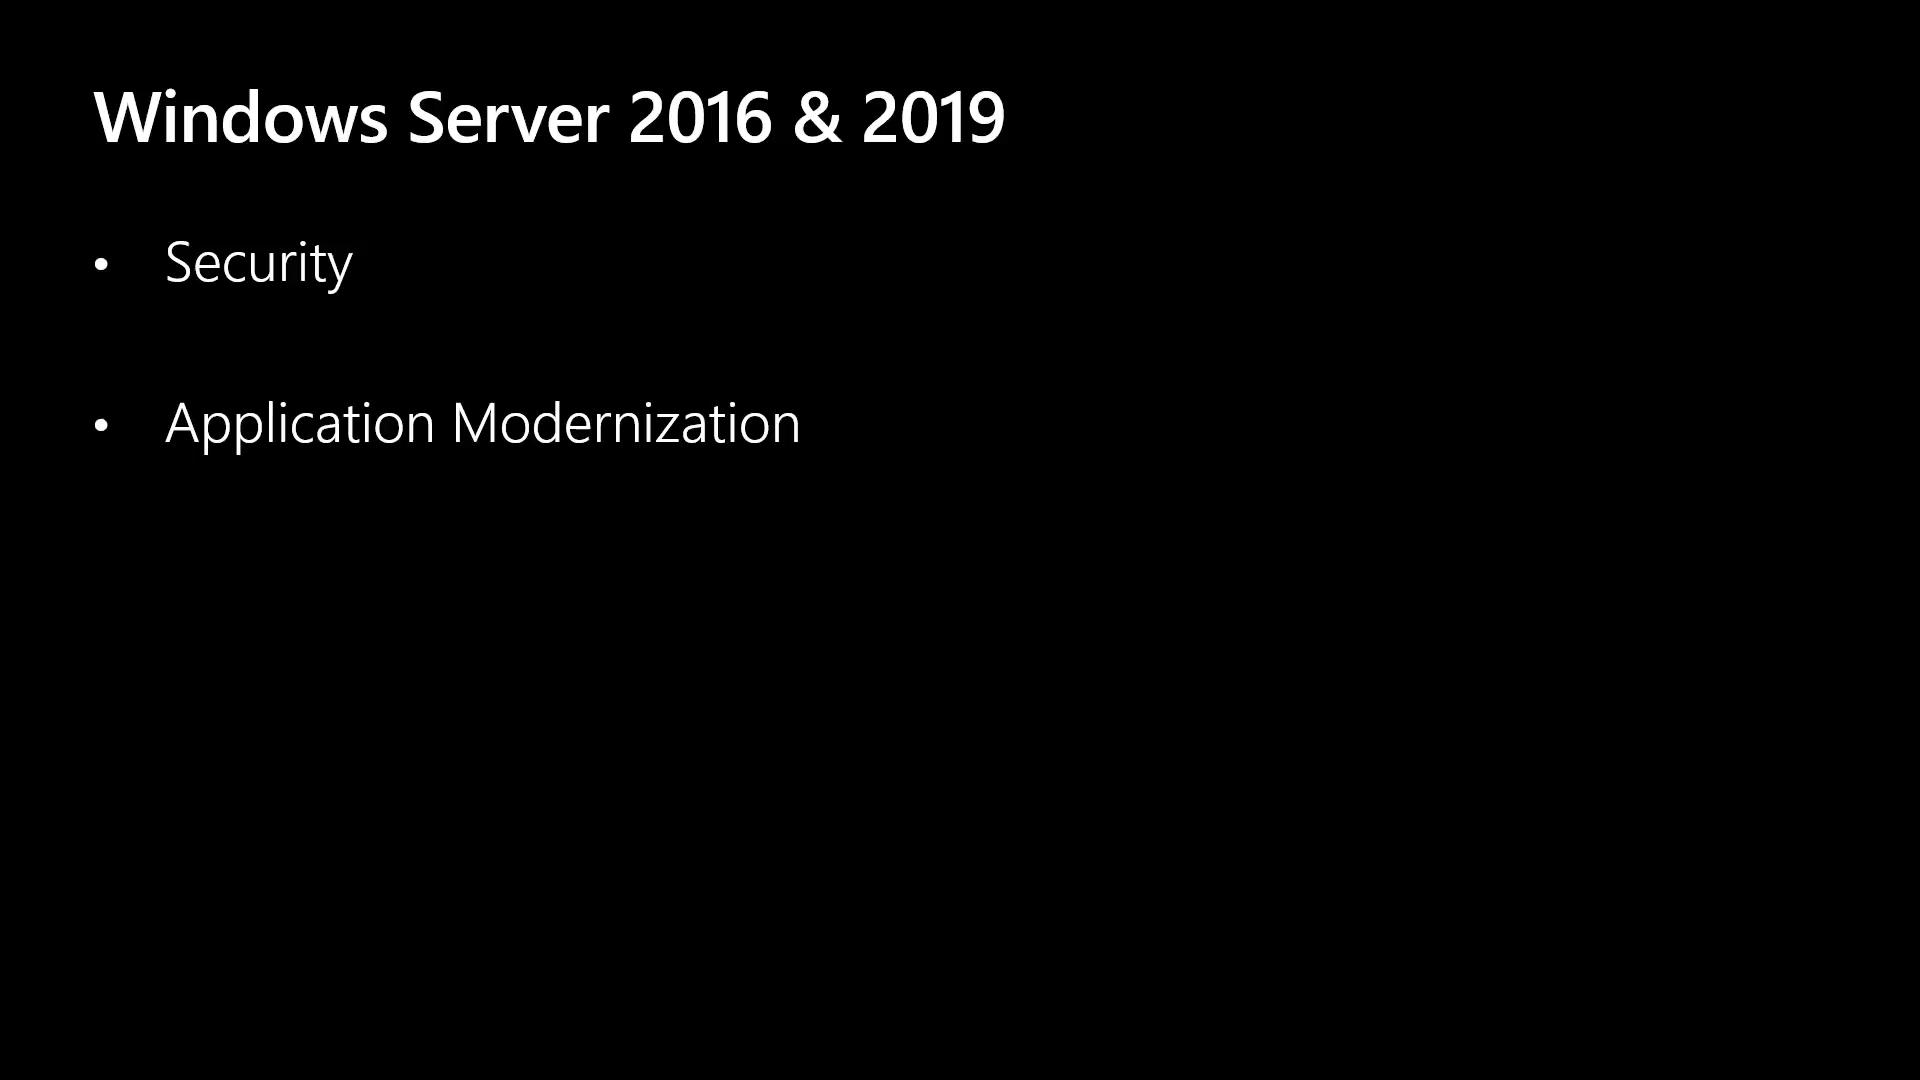 Windows Server 2016 & 2019
• Security
• Application Modernization